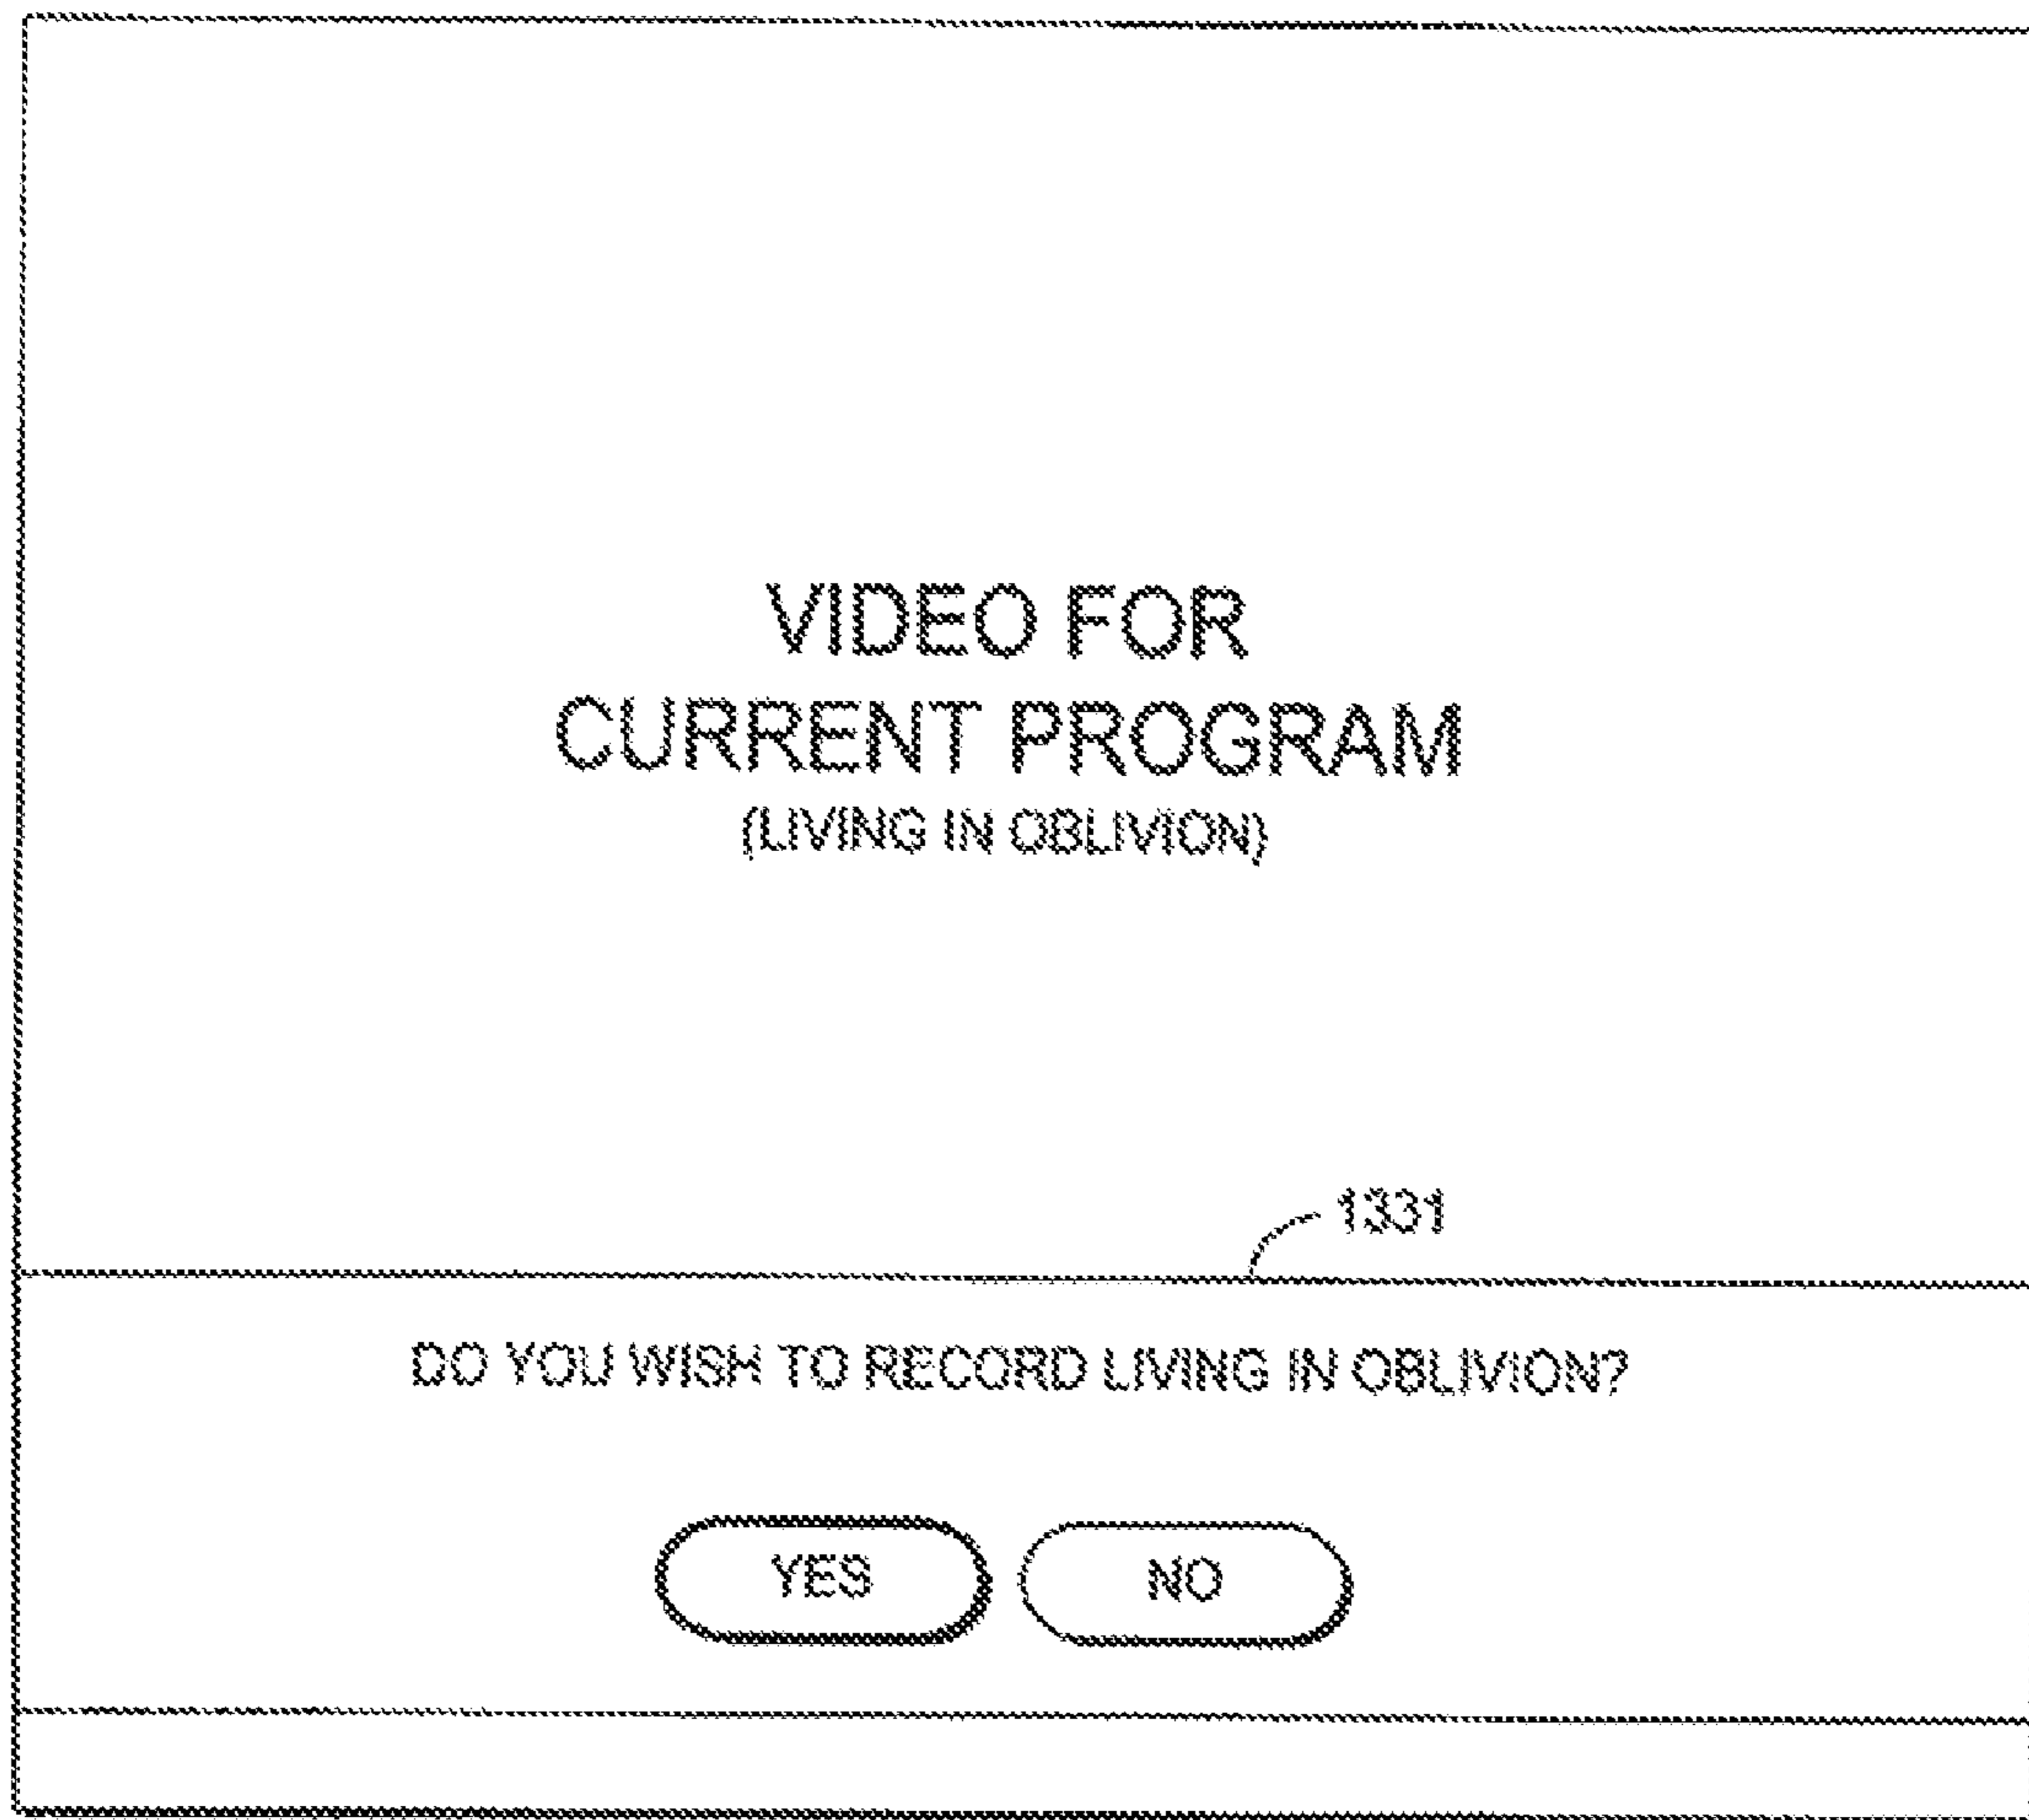 VIDEO FOR
CURRENT PROGRAM
(LIVING IN OBLIVION)
1331
DO YOU WISH TO RECORD LIVING IN OBLIVION?
YES
NO